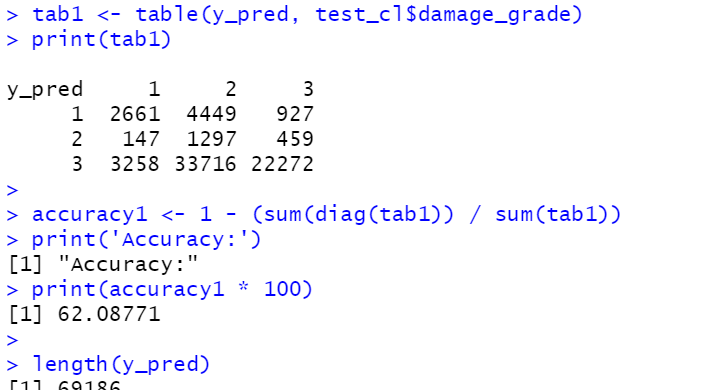 > tab1 <- table(y_pred, test_cl$damage_grade)
> print(tab1)
y_pred 1 2 3
1 2661 4449 927
2 147 1297 459
3 3258 33716 22272
>
> accuracy1 <- 1 - (sum(diag(tab1)) / sum(tab1))
> print('Accuracy:')
[1] "Accuracy:"
> print(accuracy1 * 100)
[1] 62.08771
>
> length(y_pred)
[1] 69186